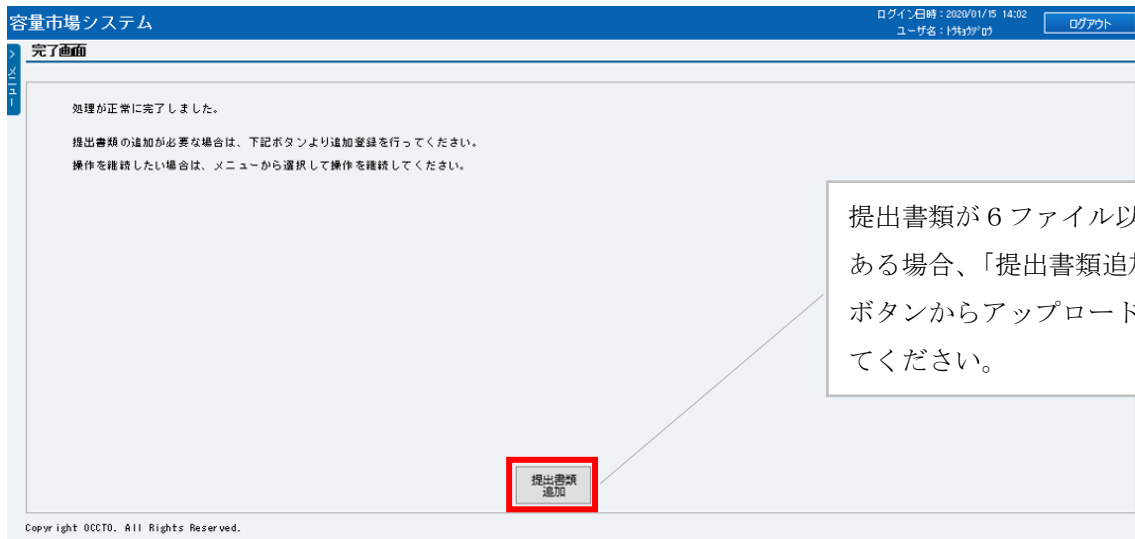 容量市場システム
ログイン日時：2020/01/15 14:02
ユーザ名：ﾄｳｷｮｳｼﾞﾛｳ
ログアウト
> メニュー
完了画面
処理が正常に完了しました。
提出書類の追加が必要な場合は、下記ボタンより追加登録を行ってください。
操作を継続したい場合は、メニューから選択して操作を継続してください。
提出書類が６ファイル以
ある場合、「提出書類追加
ボタンからアップロード
てください。
提出書類
追加
Copyright OCCTO. All Rights Reserved.